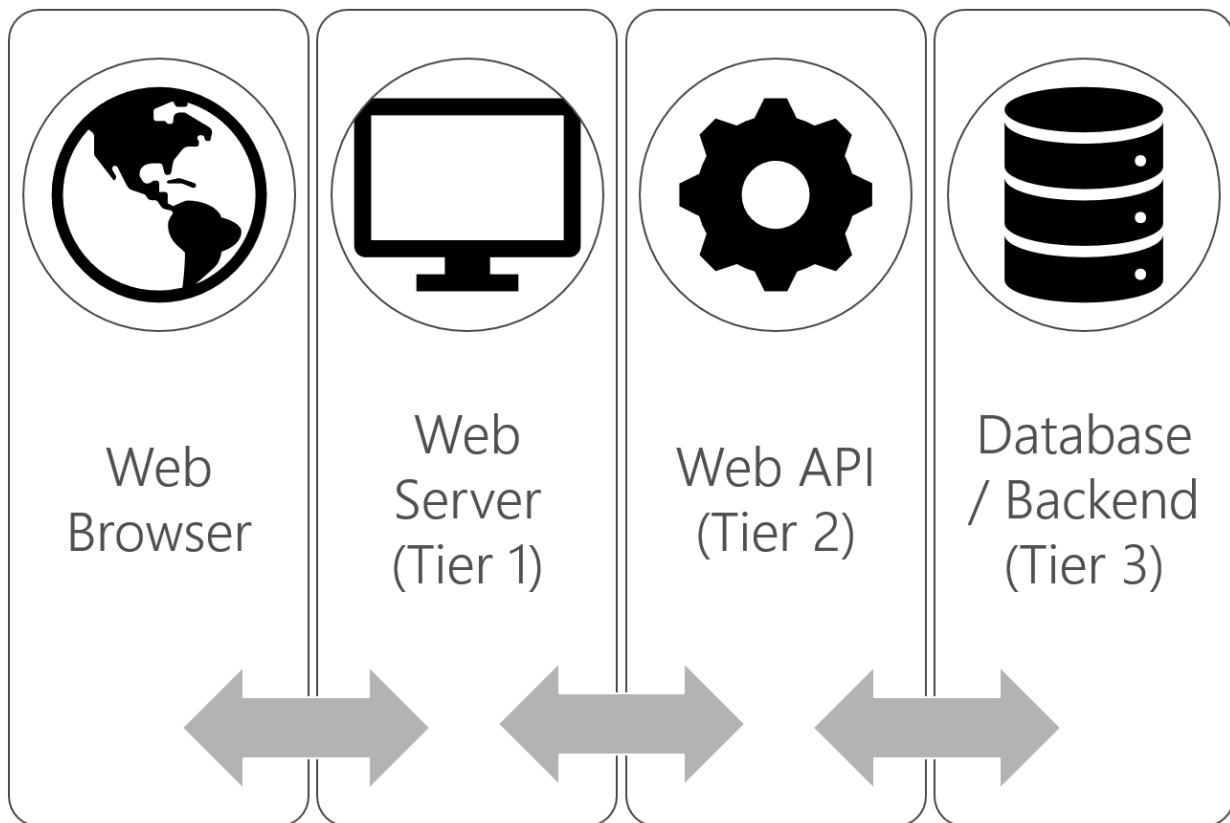 Web
Browser
Web
Server
(Tier 1)
Web API
(Tier 2)
Database
/ Backend
(Tier 3)